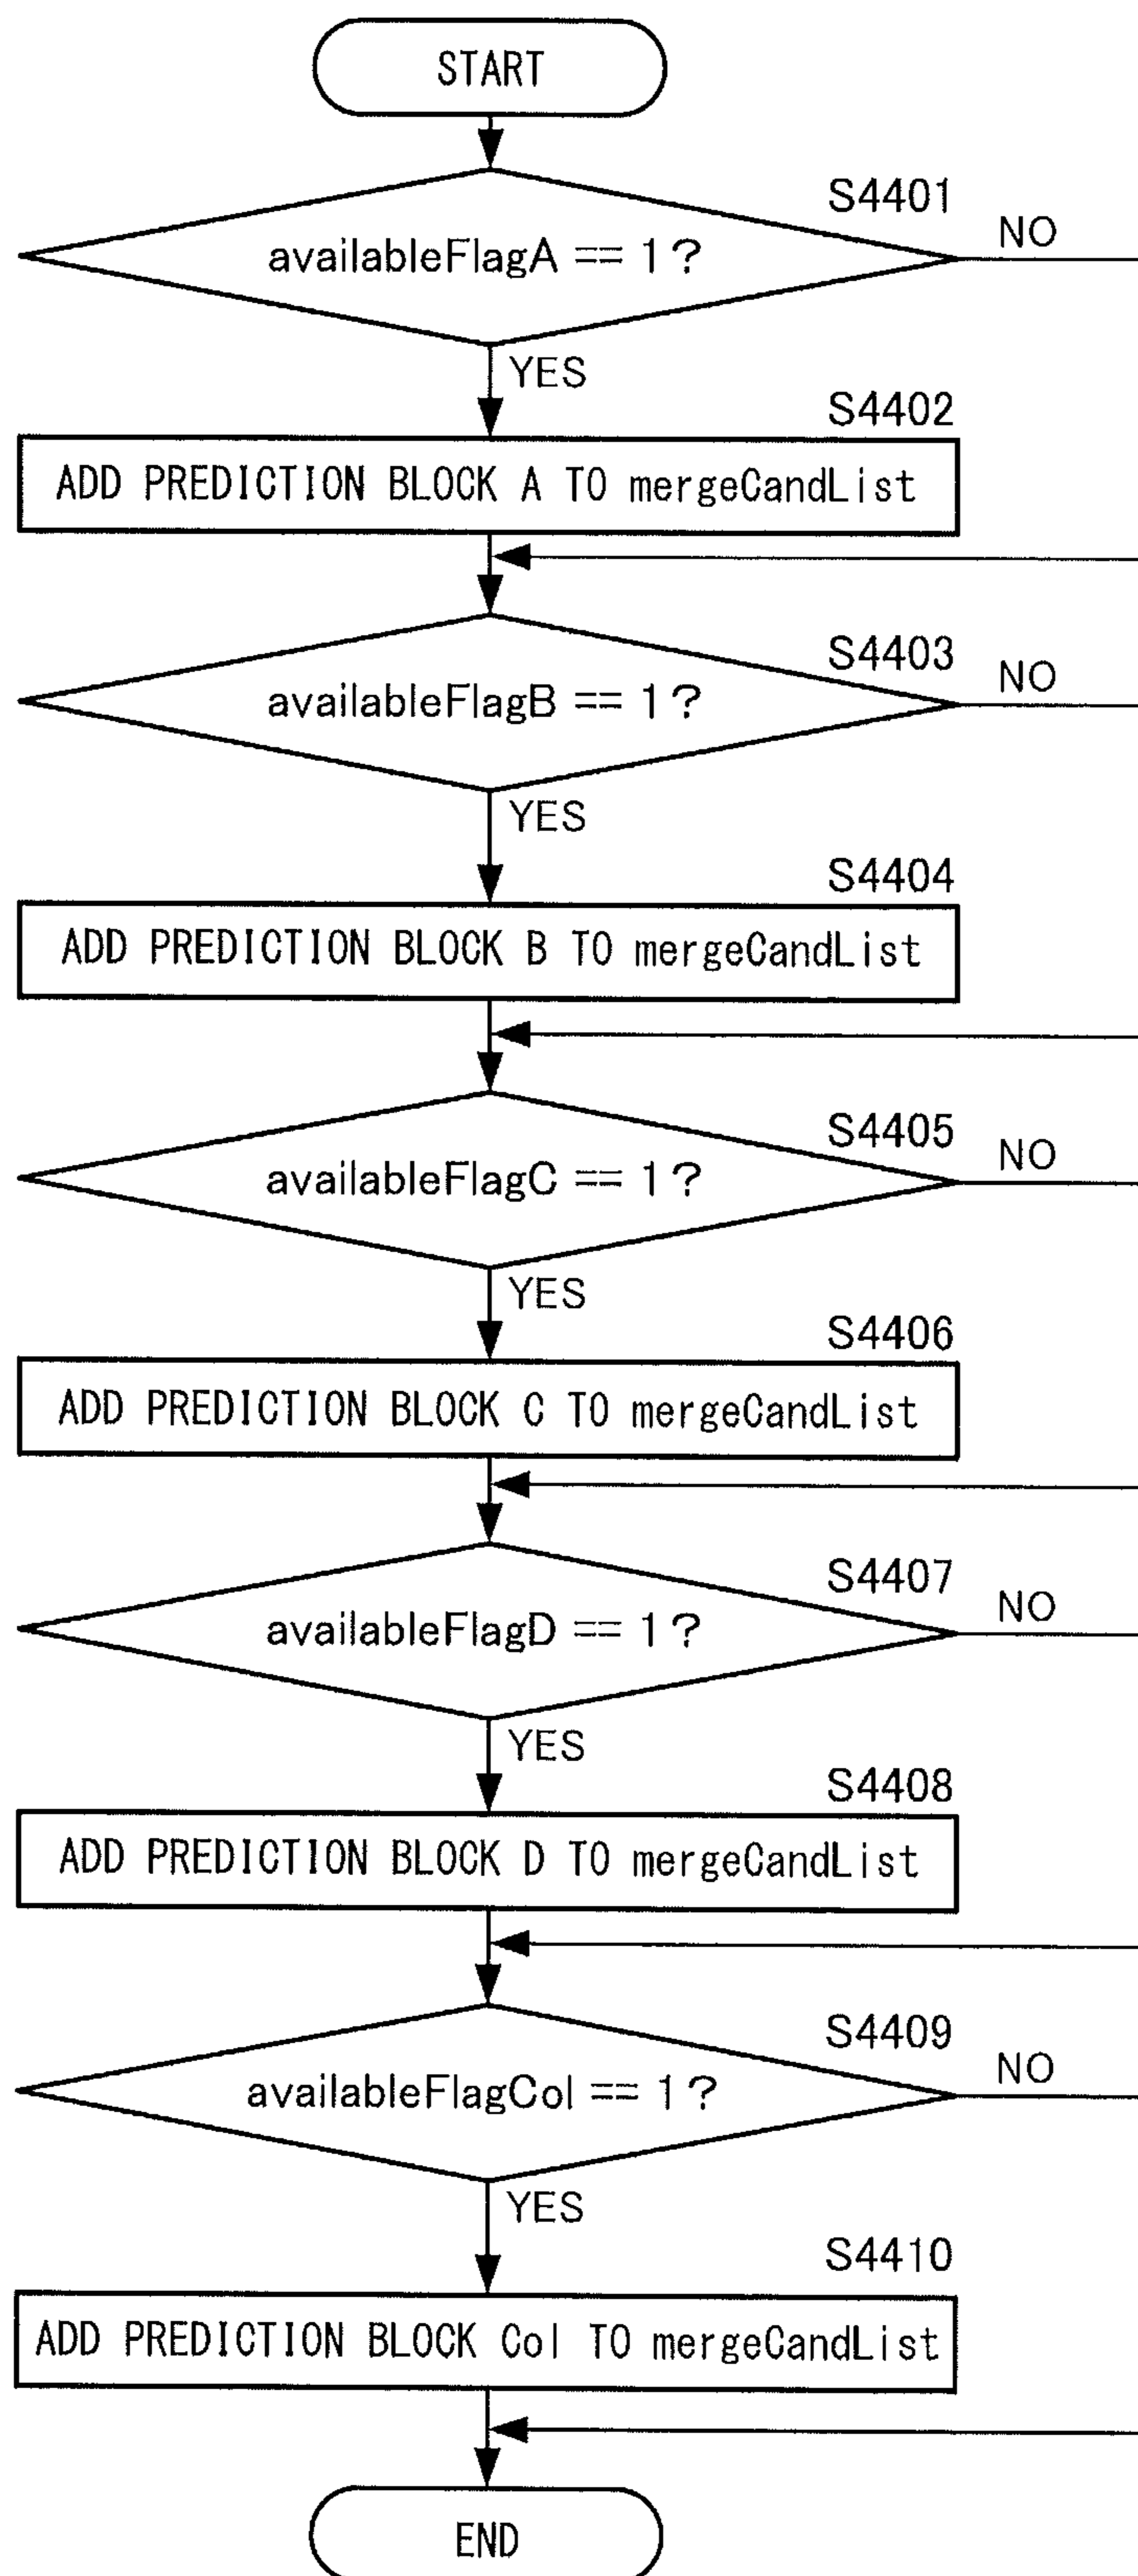 START
S4401
availableFlagA == 1?
NO
YES
S4402
ADD PREDICTION BLOCK A TO mergeCandList
S4403
availableFlagB == 1?
NO
YES
S4404
ADD PREDICTION BLOCK B TO mergeCandList
S4405
availableFlagC == 1?
NO
YES
S4406
ADD PREDICTION BLOCK C TO mergeCandList
S4407
availableFlagD == 1?
NO
YES
S4408
ADD PREDICTION BLOCK D TO mergeCandList
S4409
availableFlagCol == 1?
NO
YES
S4410
ADD PREDICTION BLOCK Col TO mergeCandList
END